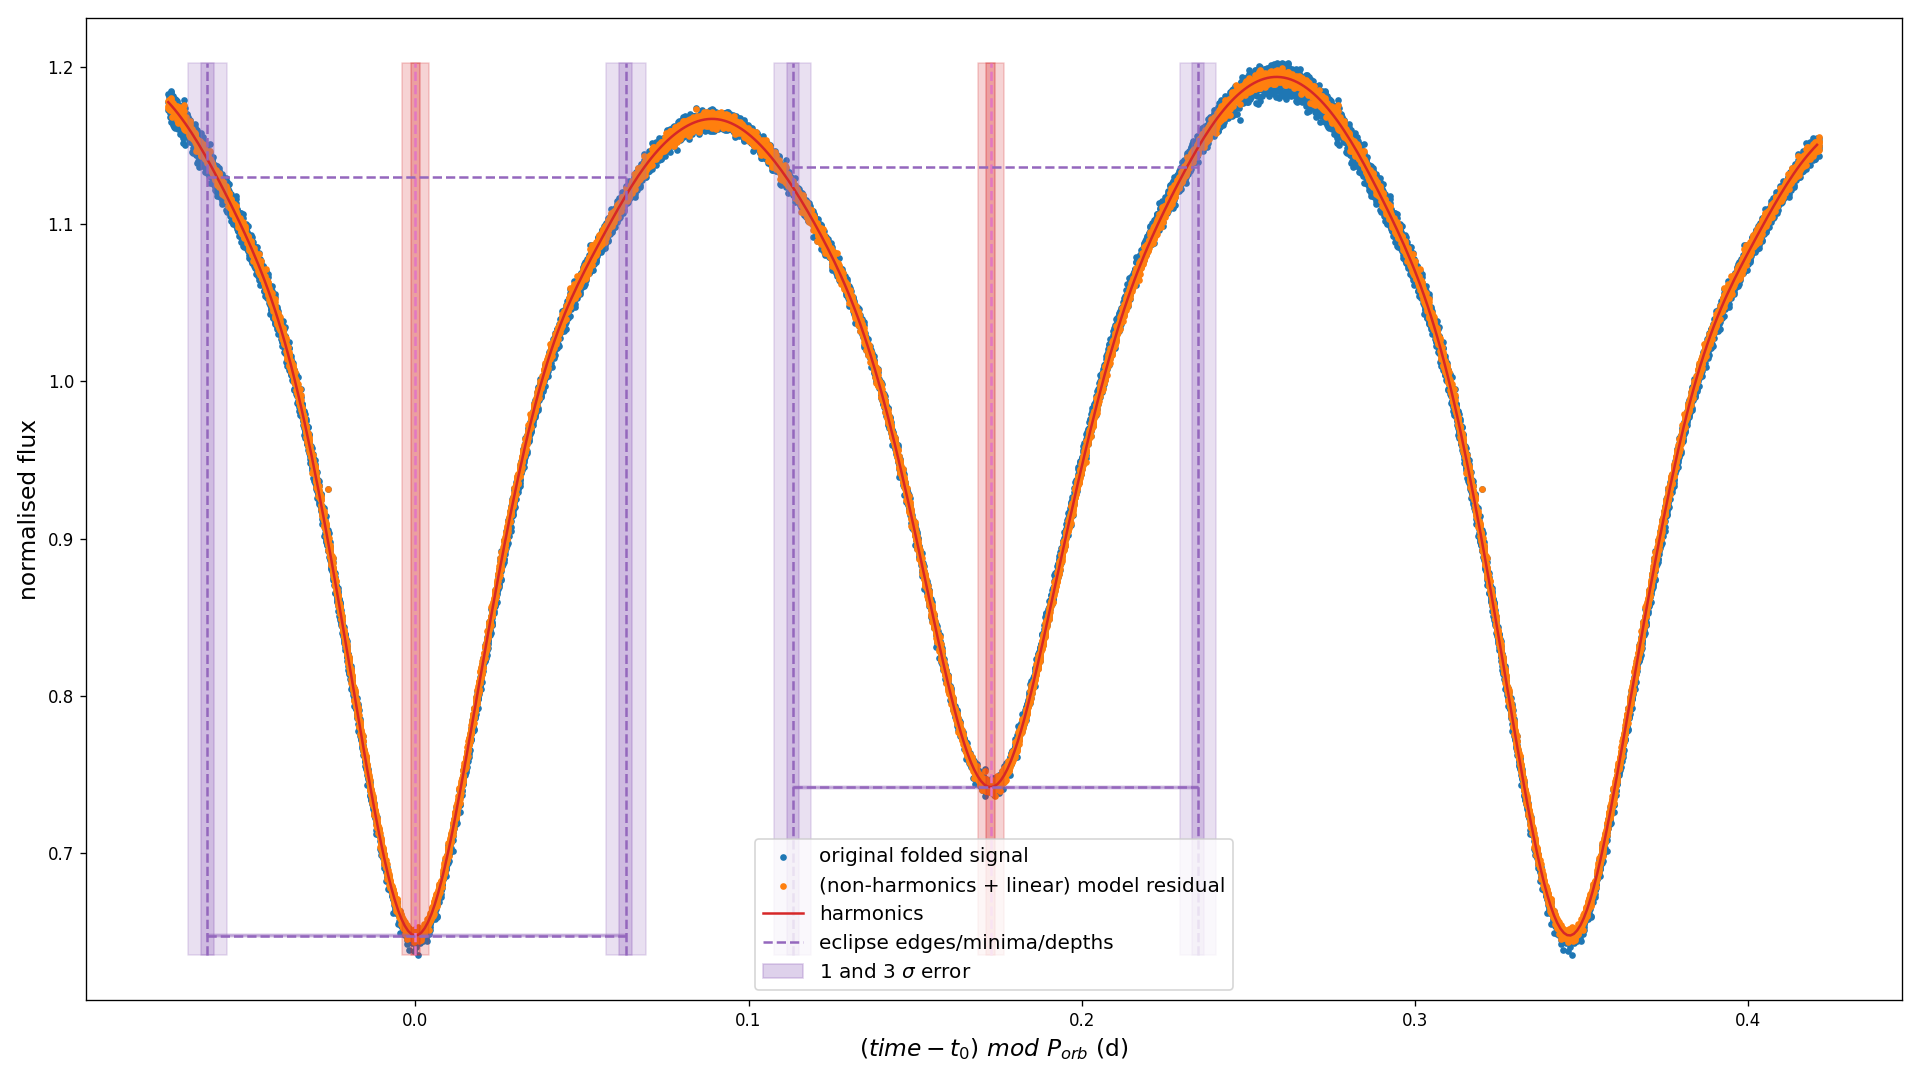 1.2
1.1
1.0
0.9
0.8
0.7
normalised flux
original folded signal
(non-harmonics + linear) model residual
harmonics
eclipse edges/minima/depths
1 and 3 σ error
0.0 0.1 0.2 0.3 0.4
(time − t₀) mod Pₒᵣb (d)